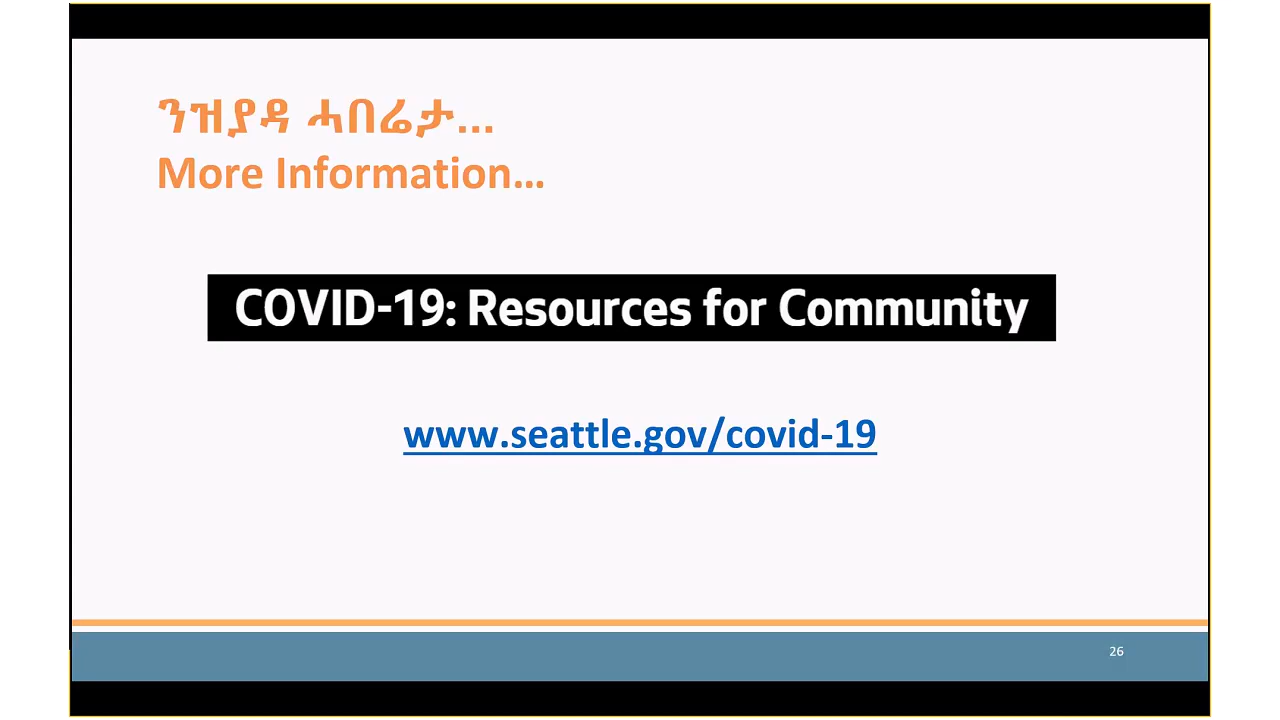 ንዝያዳ ሓበሬታ...
More Information...
COVID-19: Resources for Community
www.seattle.gov/covid-19
26